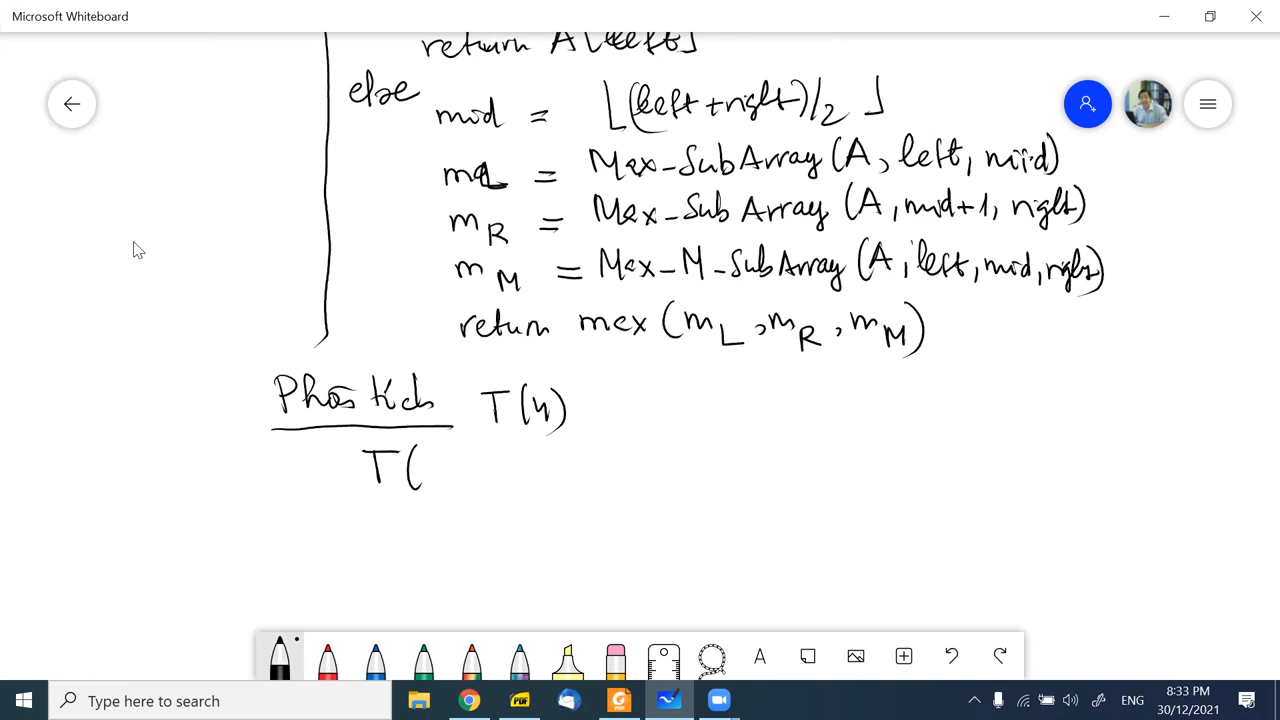 Microsoft Whiteboard
return A[left]
else
mid = ⌊(left+right)/2⌋
mL = Max-SubArray(A, left, mid)
mR = Max-SubArray(A, mid+1, right)
mM = Max-M-SubArray(A, left, mid, right)
return max(mL, mR, mM)
Phân tích T(n)
T(
A
PDF
Type here to search
ENG
8:33 PM
30/12/2021